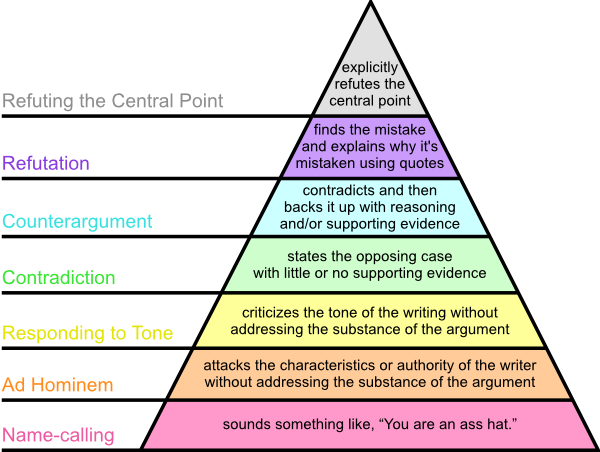 explicitly
refutes the
central point
Refuting the Central Point
finds the mistake
and explains why it's
mistaken using quotes
Refutation
contradicts and then
backs it up with reasoning
and/or supporting evidence
Counterargument
states the opposing case
with little or no supporting evidence
Contradiction
criticizes the tone of the writing without
addressing the substance of the argument
Responding to Tone
attacks the characteristics or authority of the writer
without addressing the substance of the argument
Ad Hominem
sounds something like, “You are an ass hat.”
Name-calling